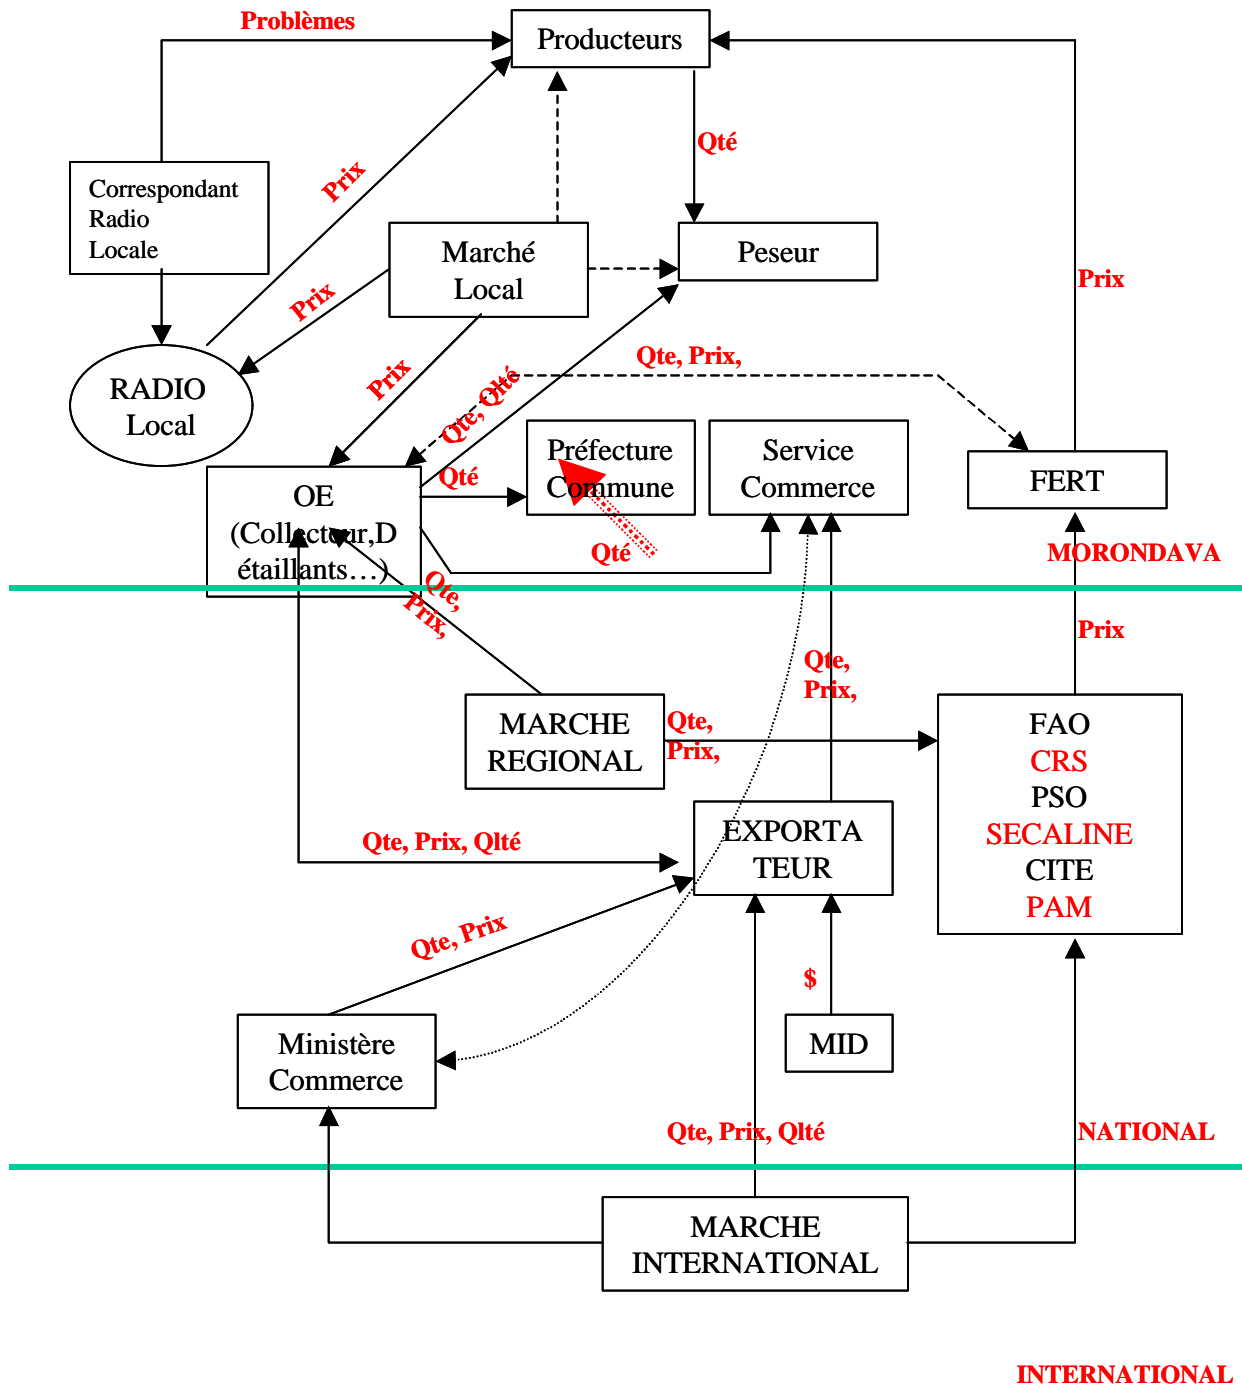 Problèmes
Producteurs
Qté
Prix
Correspondant
Radio
Locale
Marché
Local
Peseur
Prix
Prix
Qte, Prix,
Prix
Qte, Qlté
RADIO
Local
Préfecture
Commune
Service
Commerce
Qté
FERT
OE
(Collecteur,D
étaillants…)
Qté
MORONDAVA
Qte,
Prix,
Prix
Qte,
Prix,
MARCHE
REGIONAL
Qte,
Prix,
FAO
CRS
PSO
SECALINE
CITE
PAM
Qte, Prix, Qlté
EXPORTA
TEUR
Qte, Prix
$
Ministère
Commerce
MID
Qte, Prix, Qlté
NATIONAL
MARCHE
INTERNATIONAL
INTERNATIONAL